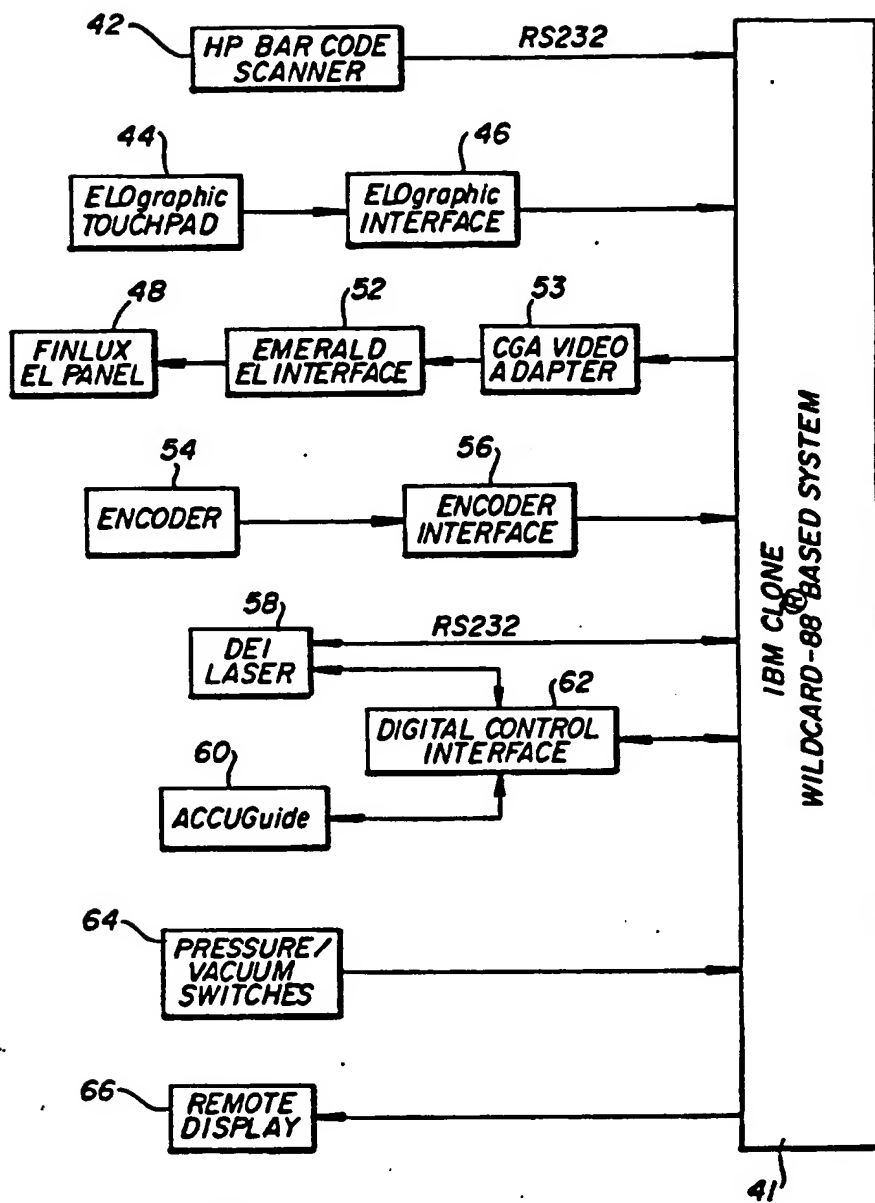 42
HP BAR CODE
SCANNER
RS232
44
ELOgraphic
TOUCHPAD
46
ELOgraphic
INTERFACE
48
FINLUX
EL PANEL
52
EMERALD
EL INTERFACE
53
CGA VIDEO
ADAPTER
54
ENCODER
56
ENCODER
INTERFACE
58
DEI
LASER
RS232
62
DIGITAL CONTROL
INTERFACE
60
ACCUGuide
64
PRESSURE/
VACUUM
SWITCHES
66
REMOTE
DISPLAY
IBM CLONE
WILDCARD-88® BASED SYSTEM
41